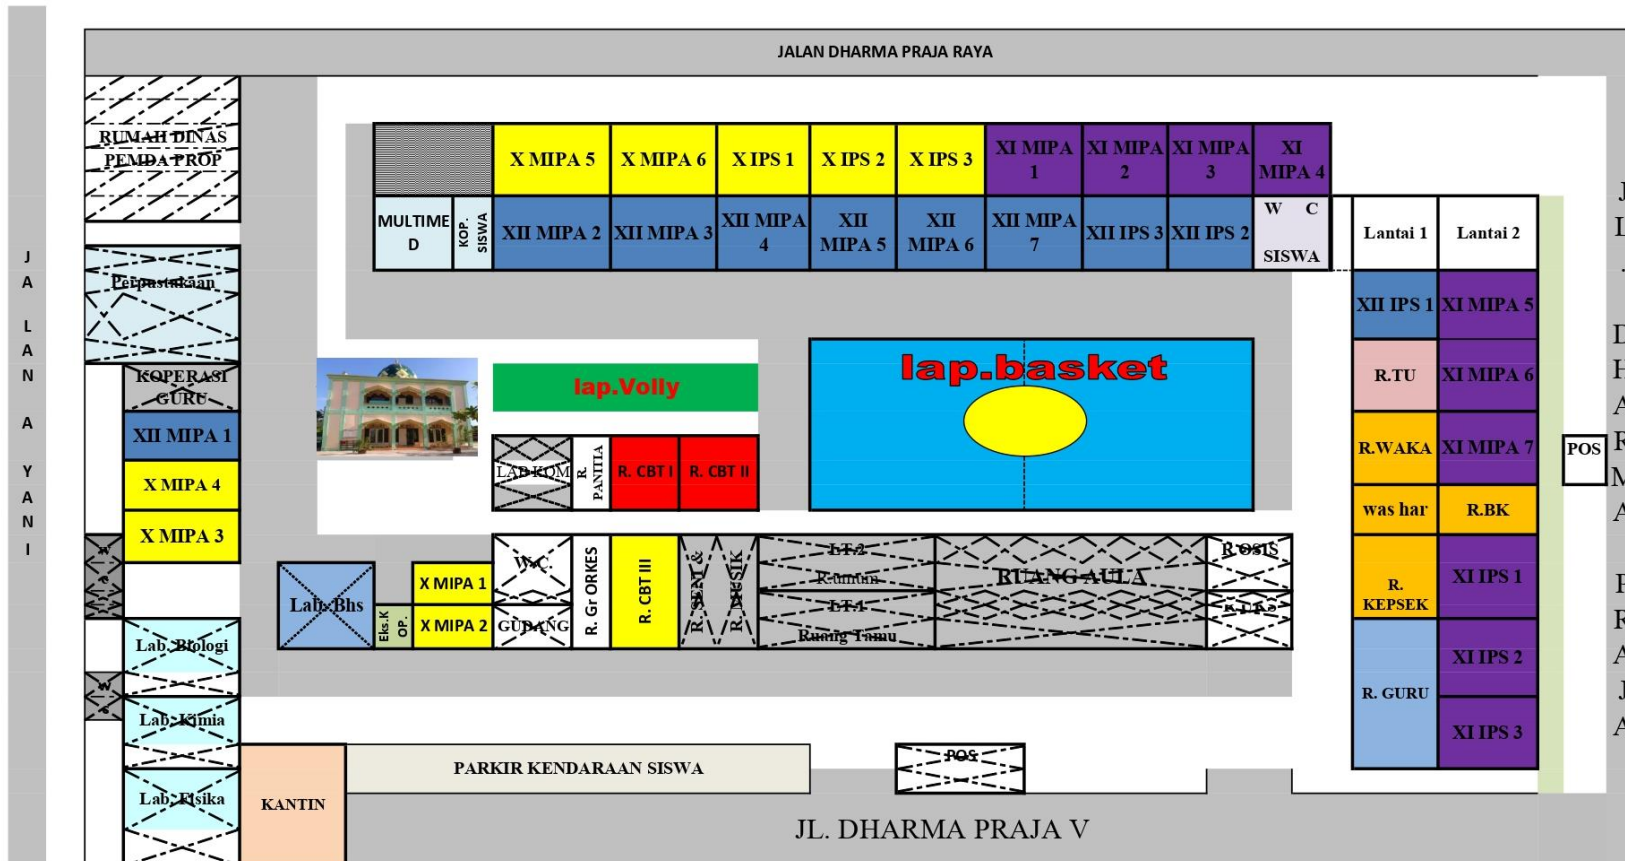 JALAN DHARMA PRAJA RAYA
JALAN A YANI
RUMAH DINAS
PEMDA PROP
X MIPA 5
X MIPA 6
X IPS 1
X IPS 2
X IPS 3
XI MIPA
1
XI MIPA
2
XI MIPA
3
XI
MIPA 4
MULTIME
D
KOP.
SISWA
XII MIPA 2
XII MIPA 3
XII MIPA
4
XII
MIPA 5
XII
MIPA 6
XII MIPA
7
XII IPS 3
XII IPS 2
W C
SISWA
Lantai 1
Lantai 2
Perpustakaan
XII IPS 1
XI MIPA 5
KOPERASI
GURU
lap.Volly
lap.basket
R.TU
XI MIPA 6
XII MIPA 1
R.WAKA
XI MIPA 7
POS
X MIPA 4
LAB KOM
R.
PANITIA
R. CBT I
R. CBT II
was har
R.BK
X MIPA 3
w
c
Lab. Bhs
Eks.K
OP.
X MIPA 1
X MIPA 2
W.C.
GUDANG
R. Gr ORKES
R. CBT III
R. SENI &
R. MUSIK
LT.2
R.umum
LT.1
Ruang Tamu
RUANG AULA
R OSIS
R.
KEPSEK
XI IPS 1
Lab. Biologi
XI IPS 2
w
c
Lab. Kimia
R. GURU
XI IPS 3
Lab. Fisika
KANTIN
PARKIR KENDARAAN SISWA
POS
JL. DHARMA PRAJA V
JL. DHARMA PRAJA